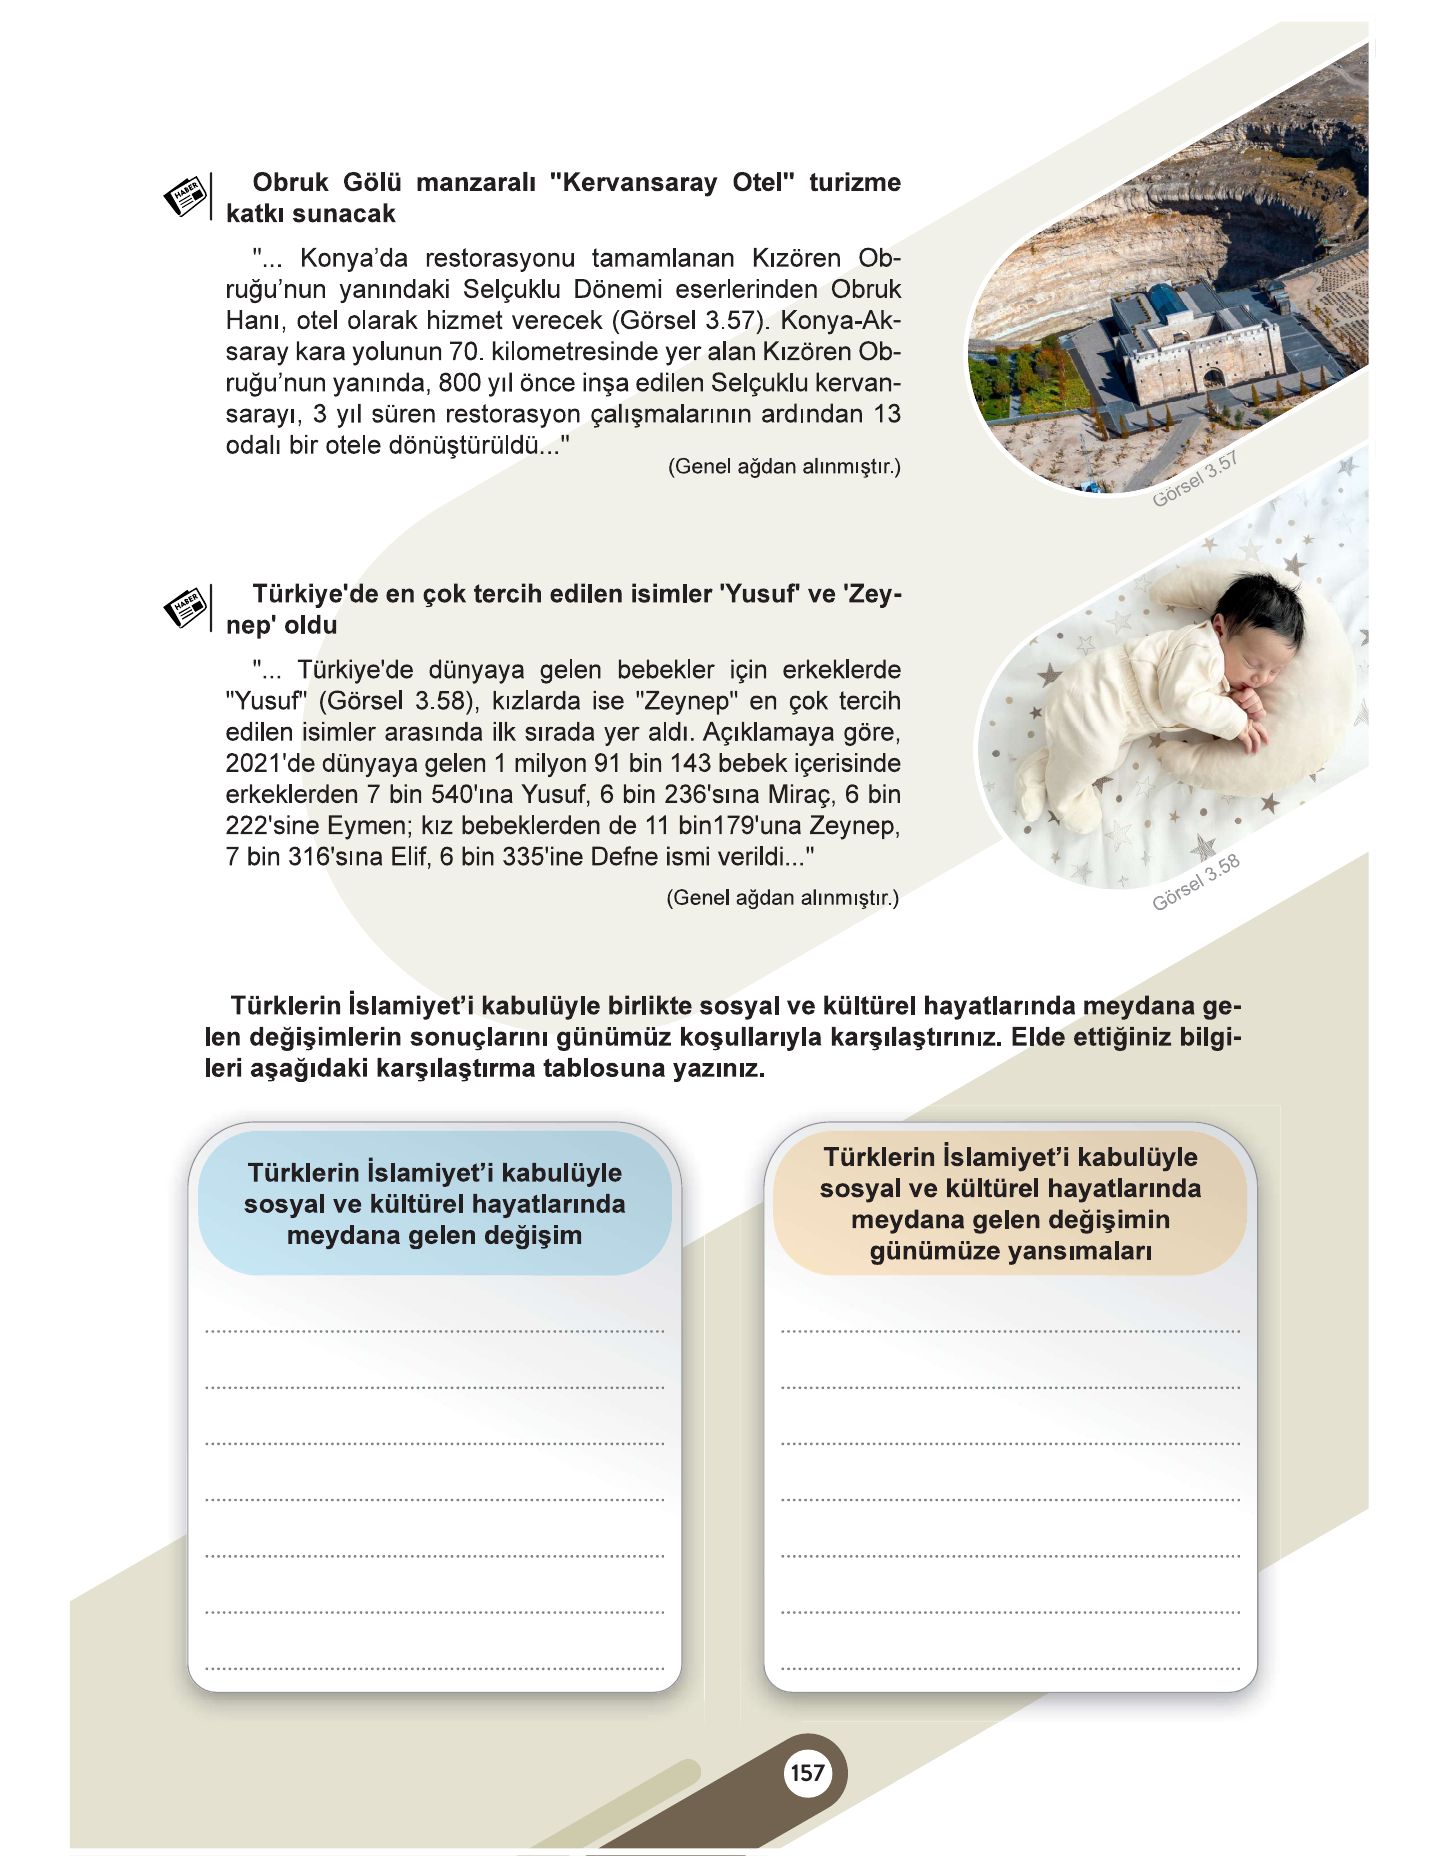 HABER
Obruk Gölü manzaralı "Kervansaray Otel" turizme
katkı sunacak
"... Konya’da restorasyonu tamamlanan Kızören Ob-
ruğu’nun yanındaki Selçuklu Dönemi eserlerinden Obruk
Hanı, otel olarak hizmet verecek (Görsel 3.57). Konya-Ak-
saray kara yolunun 70. kilometresinde yer alan Kızören Ob-
ruğu’nun yanında, 800 yıl önce inşa edilen Selçuklu kervan-
sarayı, 3 yıl süren restorasyon çalışmalarının ardından 13
odalı bir otele dönüştürüldü..."
(Genel ağdan alınmıştır.)
Görsel 3.57
HABER
Türkiye'de en çok tercih edilen isimler 'Yusuf' ve 'Zey-
nep' oldu
"... Türkiye'de dünyaya gelen bebekler için erkeklerde
"Yusuf" (Görsel 3.58), kızlarda ise "Zeynep" en çok tercih
edilen isimler arasında ilk sırada yer aldı. Açıklamaya göre,
2021'de dünyaya gelen 1 milyon 91 bin 143 bebek içerisinde
erkeklerden 7 bin 540'ına Yusuf, 6 bin 236'sına Miraç, 6 bin
222'sine Eymen; kız bebeklerden de 11 bin179'una Zeynep,
7 bin 316'sına Elif, 6 bin 335'ine Defne ismi verildi..."
(Genel ağdan alınmıştır.)
Görsel 3.58
Türklerin İslamiyet’i kabulüyle birlikte sosyal ve kültürel hayatlarında meydana ge-
len değişimlerin sonuçlarını günümüz koşullarıyla karşılaştırınız. Elde ettiğiniz bilgi-
leri aşağıdaki karşılaştırma tablosuna yazınız.
Türklerin İslamiyet’i kabulüyle
sosyal ve kültürel hayatlarında
meydana gelen değişim
Türklerin İslamiyet’i kabulüyle
sosyal ve kültürel hayatlarında
meydana gelen değişimin
günümüze yansımaları
157